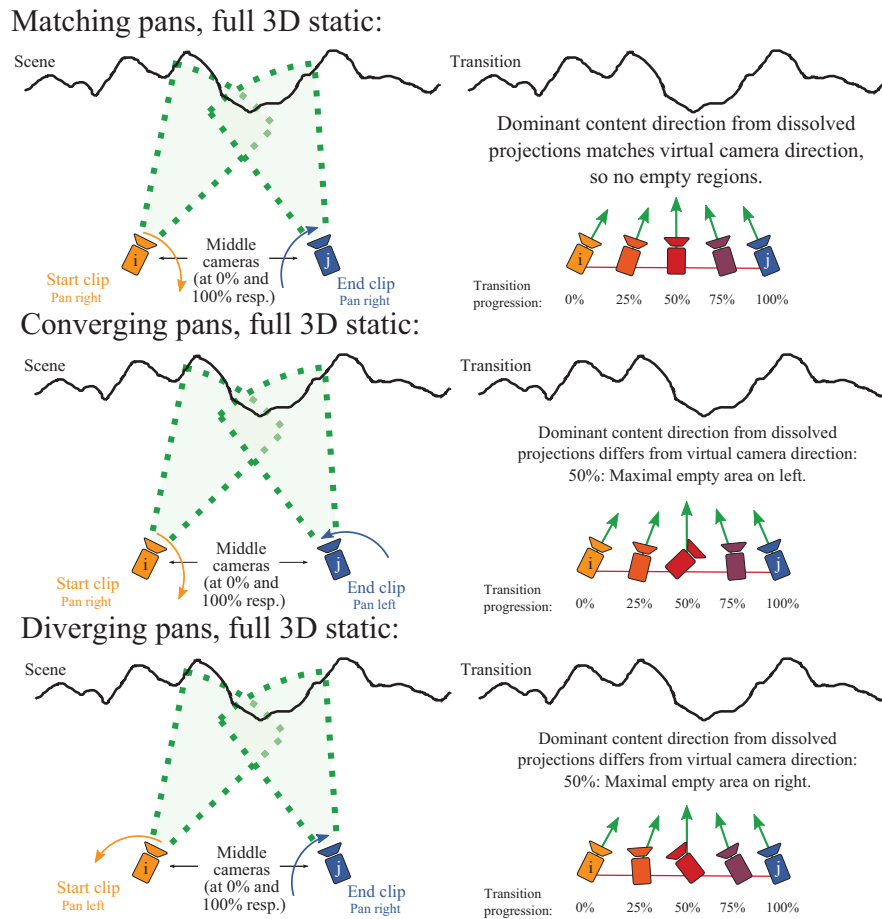 Matching pans, full 3D static:
Scene
Transition
Dominant content direction from dissolved
projections matches virtual camera direction,
so no empty regions.
i
Middle
cameras
(at 0% and
100% resp.)
j
Start clip
Pan right
End clip
Pan right
i
j
Transition
progression:
0%
25%
50%
75%
100%
Converging pans, full 3D static:
Scene
Transition
Dominant content direction from dissolved
projections differs from virtual camera direction:
50%: Maximal empty area on left.
i
Middle
cameras
(at 0% and
100% resp.)
j
Start clip
Pan right
End clip
Pan left
i
j
Transition
progression:
0%
25%
50%
75%
100%
Diverging pans, full 3D static:
Scene
Transition
Dominant content direction from dissolved
projections differs from virtual camera direction:
50%: Maximal empty area on right.
i
Middle
cameras
(at 0% and
100% resp.)
j
Start clip
Pan left
End clip
Pan right
i
j
Transition
progression:
0%
25%
50%
75%
100%